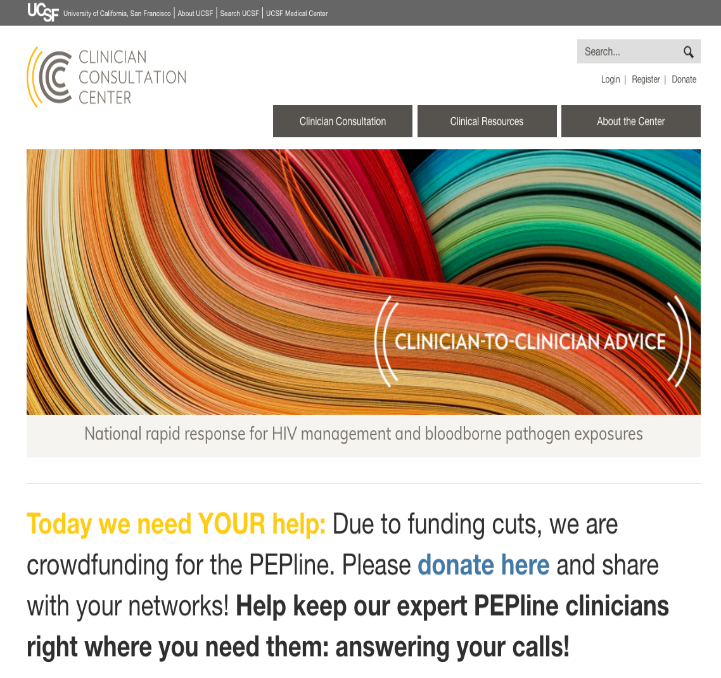 UCSF University of California, San Francisco | About UCSF | Search UCSF | UCSF Medical Center
CLINICIAN
CONSULTATION
CENTER
Search...
Login | Register | Donate
Clinician Consultation Clinical Resources About the Center
CLINICIAN-TO-CLINICIAN ADVICE
National rapid response for HIV management and bloodborne pathogen exposures
Today we need YOUR help: Due to funding cuts, we are
crowdfunding for the PEPline. Please donate here and share
with your networks! Help keep our expert PEPline clinicians
right where you need them: answering your calls!